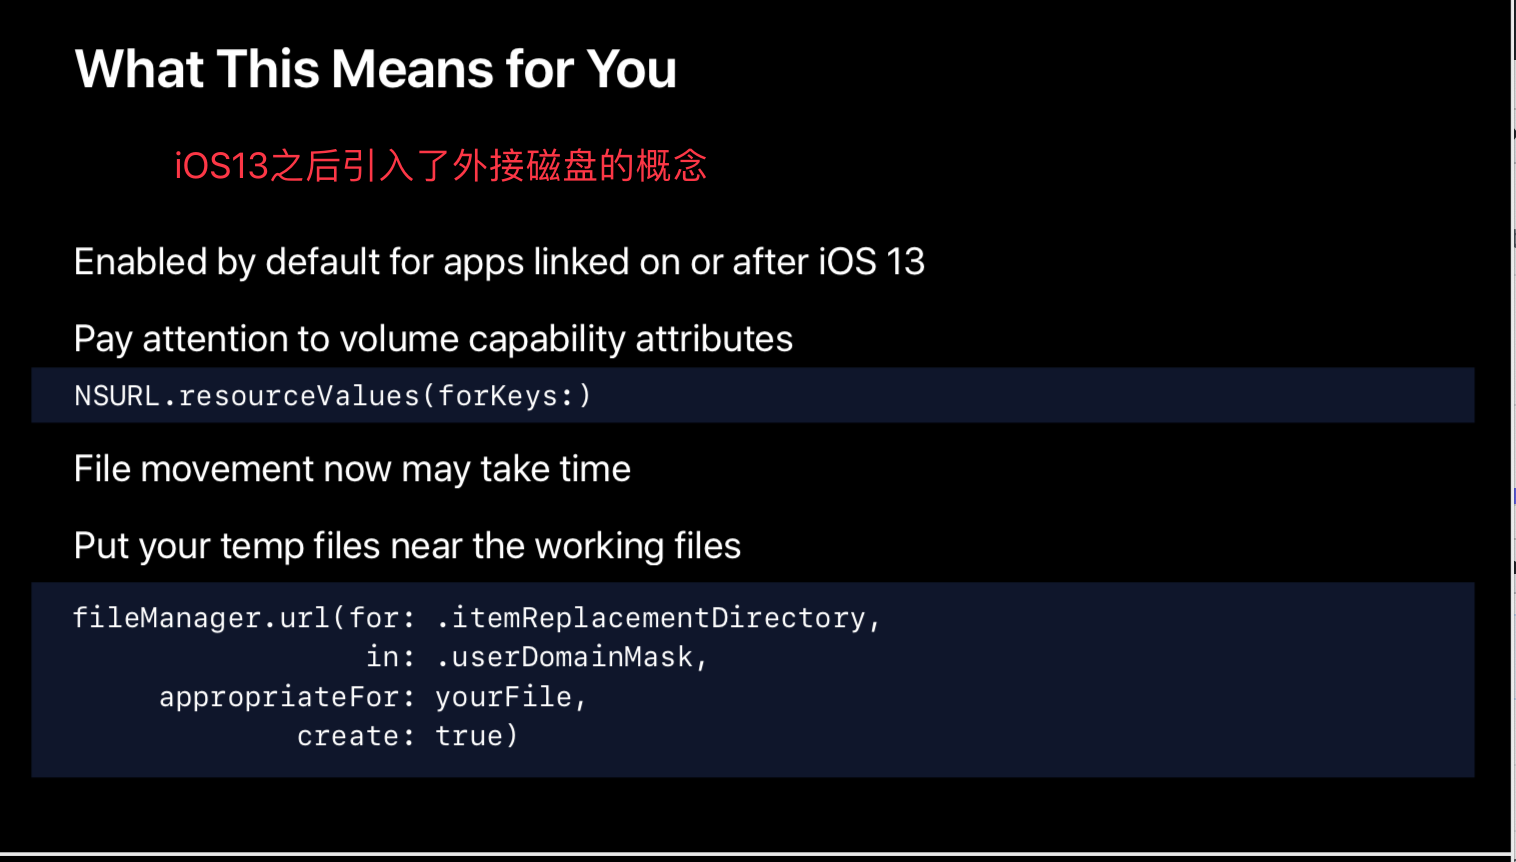 What This Means for You
iOS13之后引入了外接磁盘的概念
Enabled by default for apps linked on or after iOS 13
Pay attention to volume capability attributes
NSURL.resourceValues(forKeys:)
File movement now may take time
Put your temp files near the working files
fileManager.url(for: .itemReplacementDirectory,
in: .userDomainMask,
appropriateFor: yourFile,
create: true)